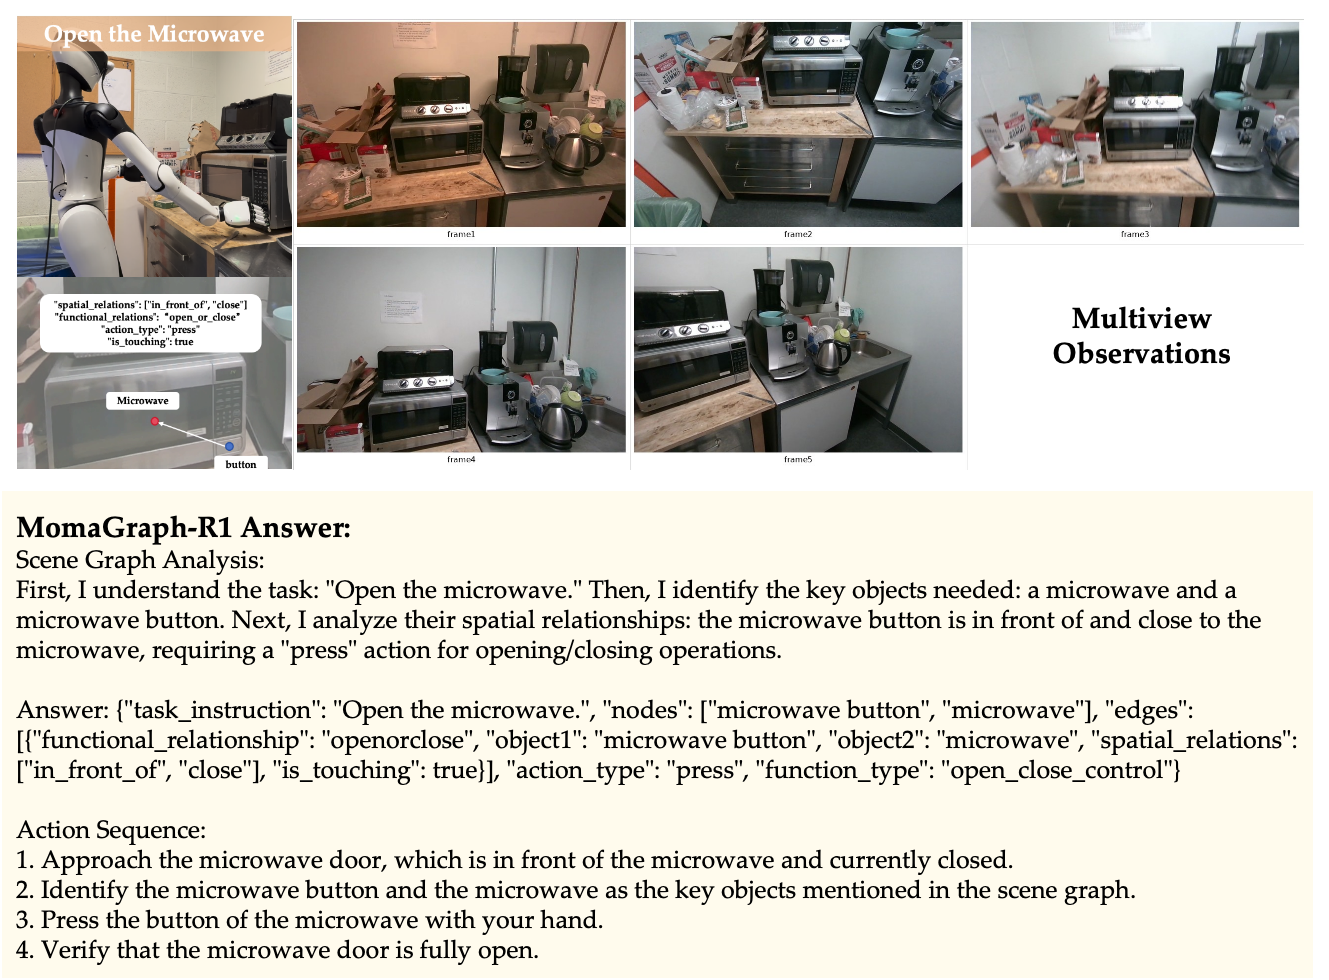 Open the Microwave
"spatial_relations": ["in_front_of", "close"]
"functional_relations": "open_or_close"
"action_type": "press"
"is_touching": true
Microwave
button
frame1
frame2
frame3
frame4
frame5
Multiview
Observations
MomaGraph-R1 Answer:
Scene Graph Analysis:
First, I understand the task: "Open the microwave." Then, I identify the key objects needed: a microwave and a
microwave button. Next, I analyze their spatial relationships: the microwave button is in front of and close to the
microwave, requiring a "press" action for opening/closing operations.
Answer: {"task_instruction": "Open the microwave.", "nodes": ["microwave button", "microwave"], "edges":
[{"functional_relationship": "openorclose", "object1": "microwave button", "object2": "microwave", "spatial_relations":
["in_front_of", "close"], "is_touching": true}], "action_type": "press", "function_type": "open_close_control"}
Action Sequence:
1. Approach the microwave door, which is in front of the microwave and currently closed.
2. Identify the microwave button and the microwave as the key objects mentioned in the scene graph.
3. Press the button of the microwave with your hand.
4. Verify that the microwave door is fully open.